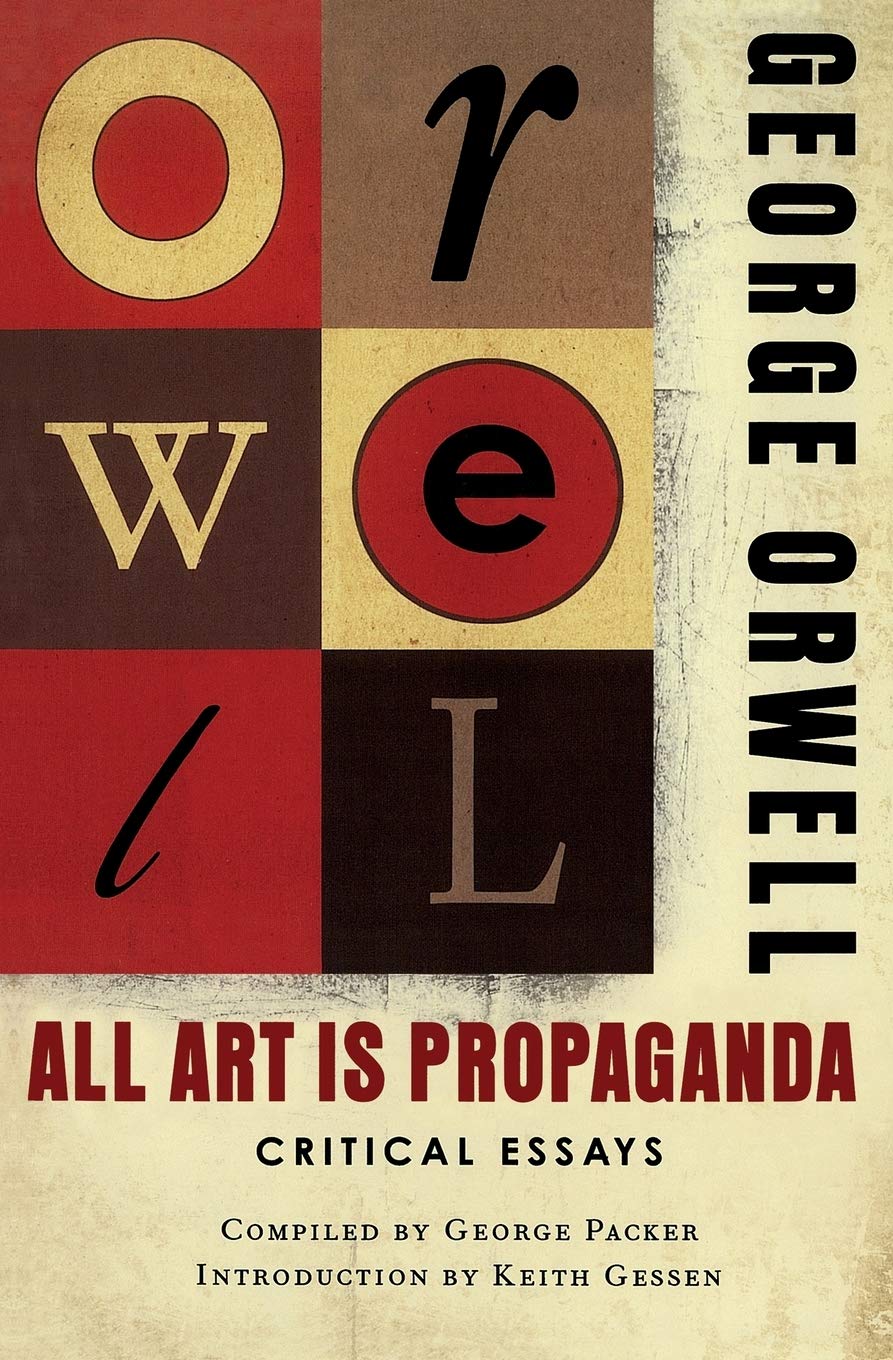 o r
w e
l L
GEORGE ORWELL
ALL ART IS PROPAGANDA
CRITICAL ESSAYS
COMPILED BY GEORGE PACKER
INTRODUCTION BY KEITH GESSEN